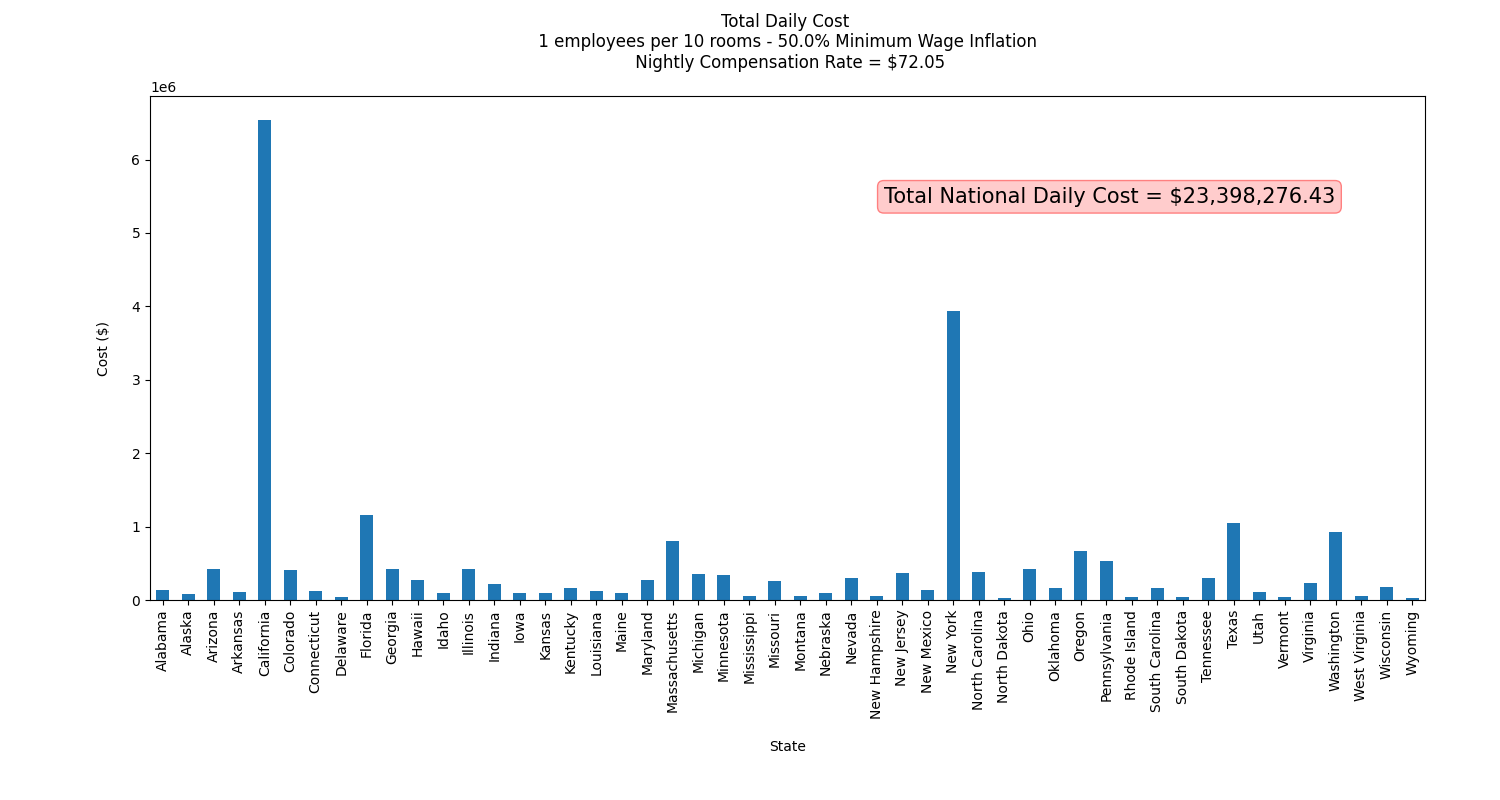 Total Daily Cost
1 employees per 10 rooms - 50.0% Minimum Wage Inflation
Nightly Compensation Rate = $72.05
1e6
6
5
4
3
2
1
0
Cost ($)
Total National Daily Cost = $23,398,276.43
Alabama
Alaska
Arizona
Arkansas
California
Colorado
Connecticut
Delaware
Florida
Georgia
Hawaii
Idaho
Illinois
Indiana
Iowa
Kansas
Kentucky
Louisiana
Maine
Maryland
Massachusetts
Michigan
Minnesota
Mississippi
Missouri
Montana
Nebraska
Nevada
New Hampshire
New Jersey
New Mexico
New York
North Carolina
North Dakota
Ohio
Oklahoma
Oregon
Pennsylvania
Rhode Island
South Carolina
South Dakota
Tennessee
Texas
Utah
Vermont
Virginia
Washington
West Virginia
Wisconsin
Wyoming
State